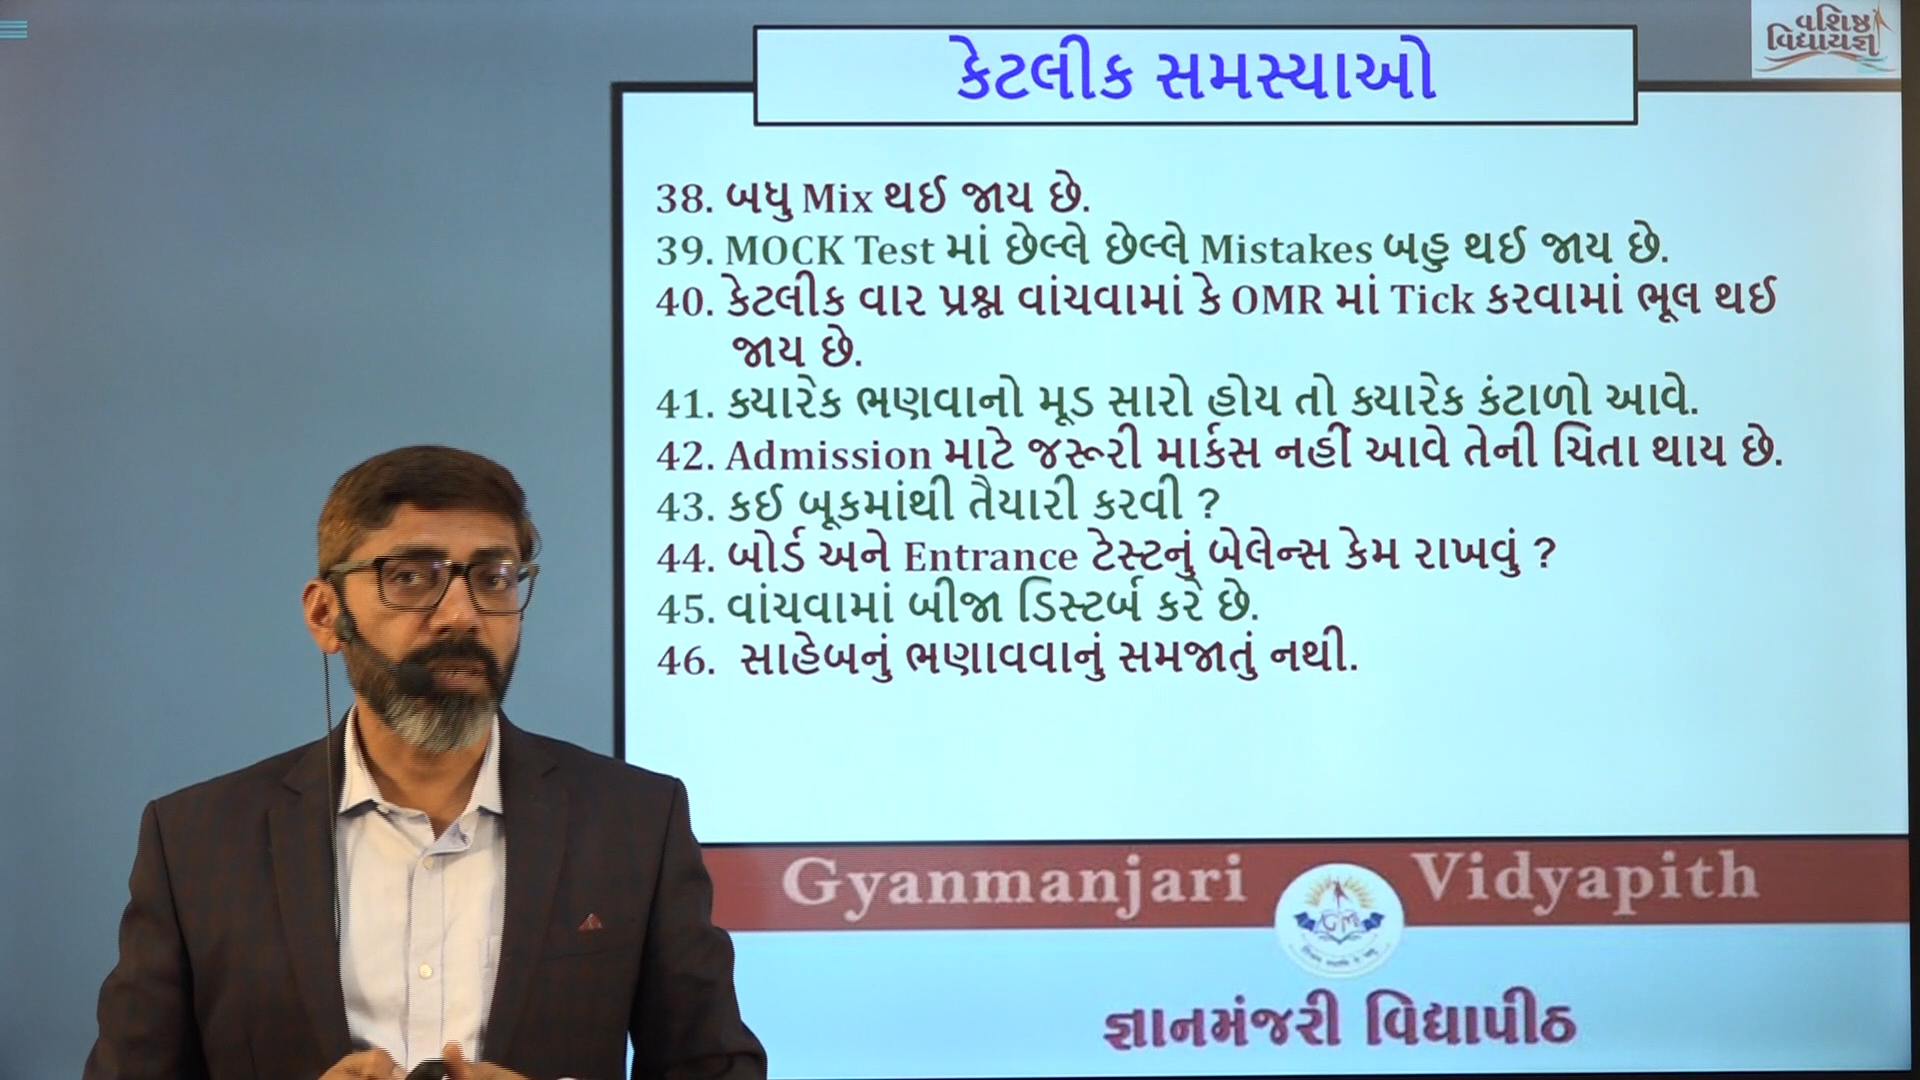 વશિષ્ઠ
વિદ્યાયજ્ઞ
કેટલીક સમસ્યાઓ
38. બધુ Mix થઈ જાય છે.
39. MOCK Test માં છેલ્લે છેલ્લે Mistakes બહુ થઈ જાય છે.
40. કેટલીક વાર પ્રશ્ન વાંચવામાં કે OMR માં Tick કરવામાં ભૂલ થઈ
જાય છે.
41. ક્યારેક ભણવાનો મૂડ સારો હોય તો ક્યારેક કંટાળો આવે.
42. Admission માટે જરૂરી માર્કસ નહીં આવે તેની ચિંતા થાય છે.
43. કઈ બૂકમાંથી તૈયારી કરવી ?
44. બોર્ડ અને Entrance ટેસ્ટનું બેલેન્સ કેમ રાખવું ?
45. વાંચવામાં બીજા ડિસ્ટર્બ કરે છે.
46. સાહેબનું ભણાવવાનું સમજાતું નથી.
Gyanmanjari Vidyapith
જ્ઞાનમંજરી વિદ્યાપીઠ